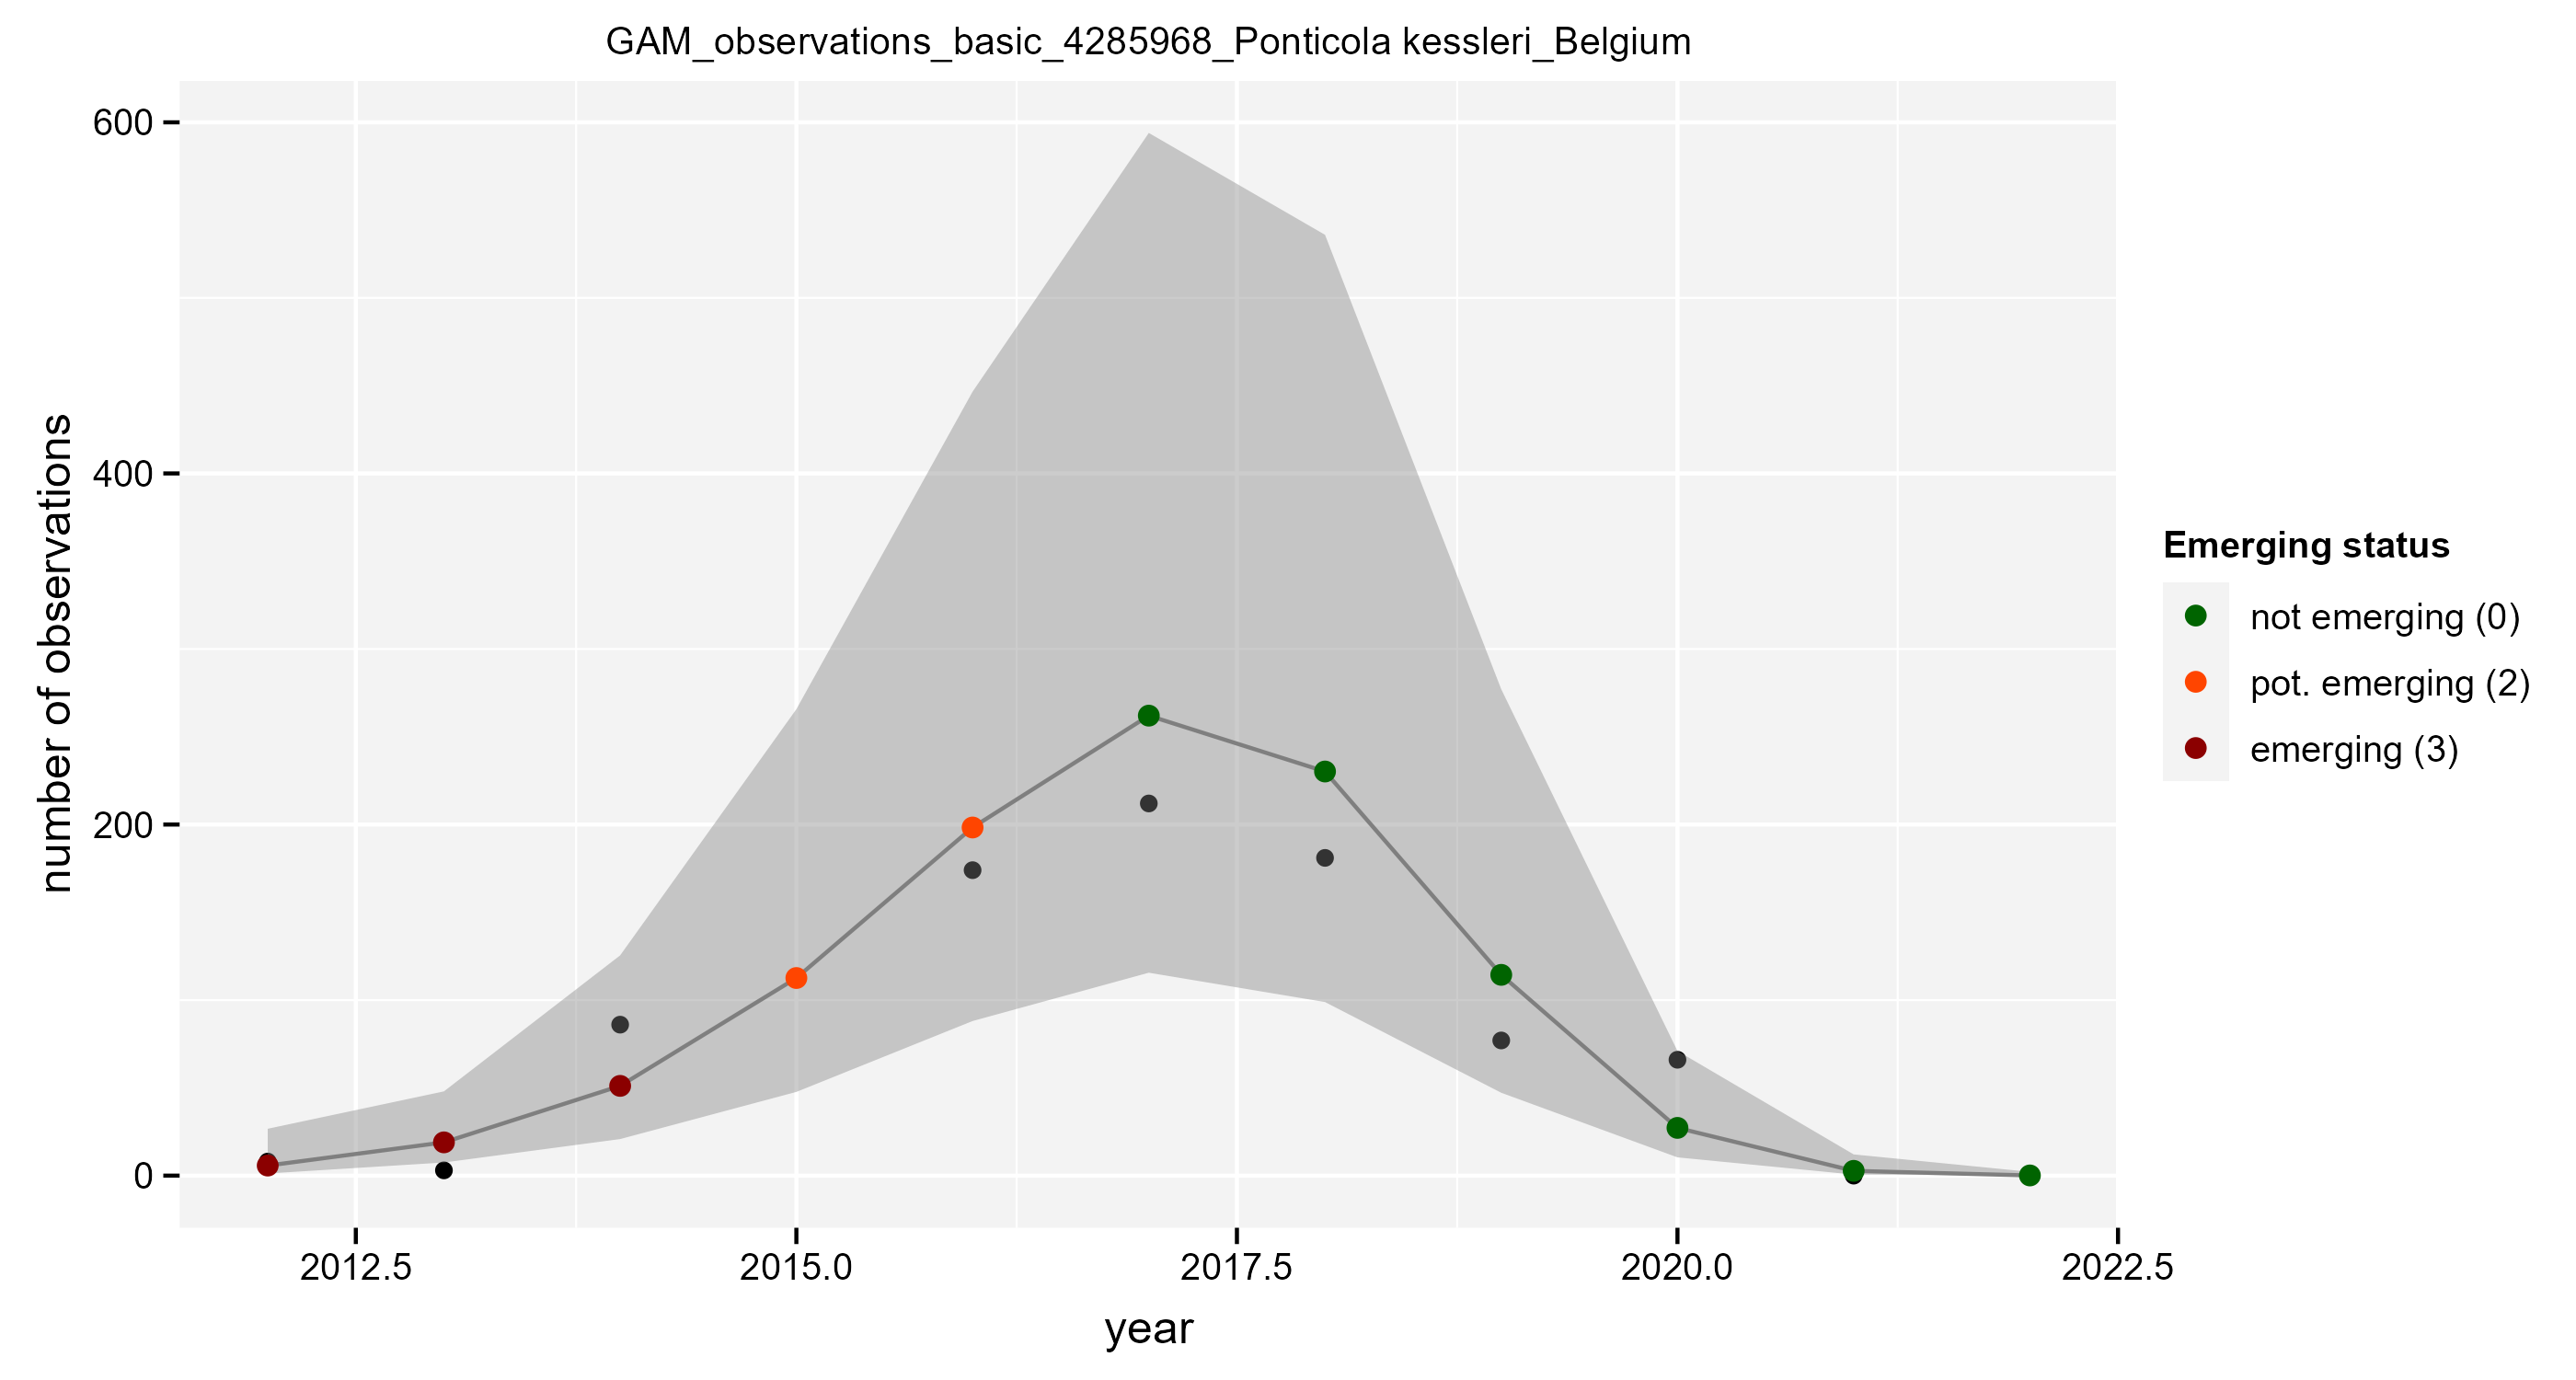 GAM_observations_basic_4285968_Ponticola kessleri_Belgium
600
400
200
0
number of observations
2012.5
2015.0
2017.5
2020.0
2022.5
year
Emerging status
not emerging (0)
pot. emerging (2)
emerging (3)